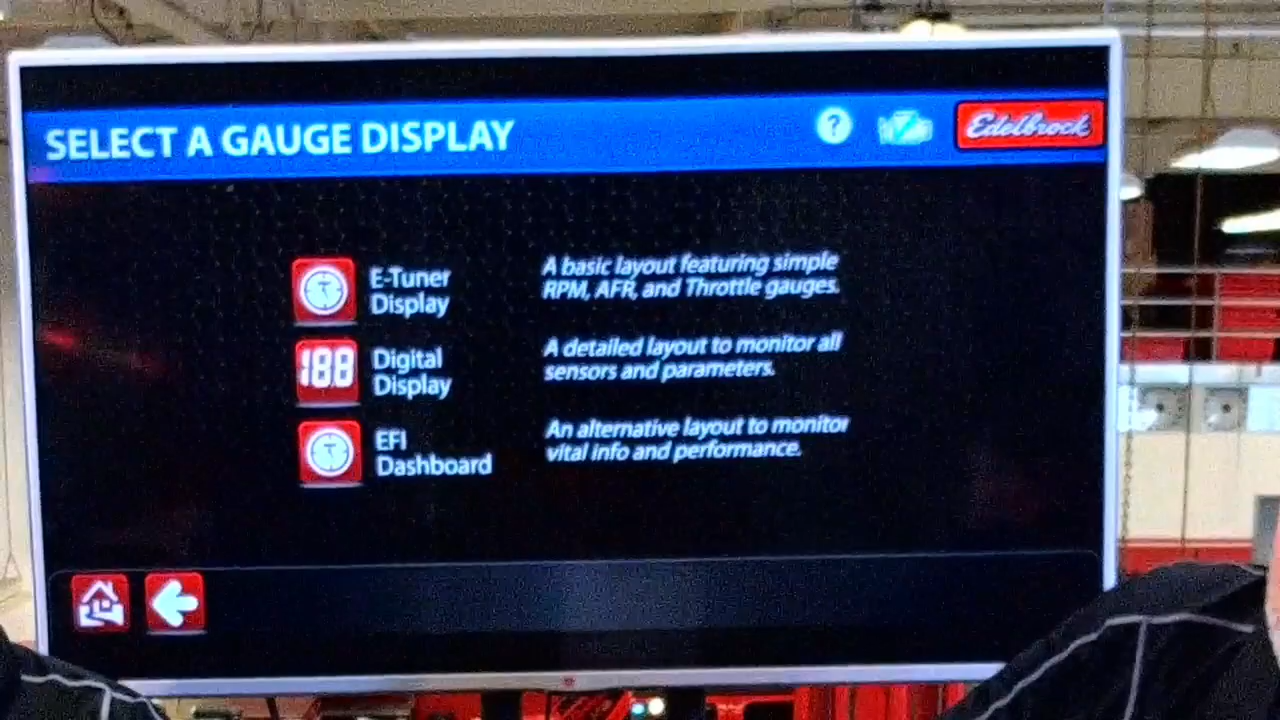 SELECT A GAUGE DISPLAY
?
Edelbrock
E-Tuner
Display
A basic layout featuring simple
RPM, AFR, and Throttle gauges.
188
Digital
Display
A detailed layout to monitor all
sensors and parameters.
EFI
Dashboard
An alternative layout to monitor
vital info and performance.